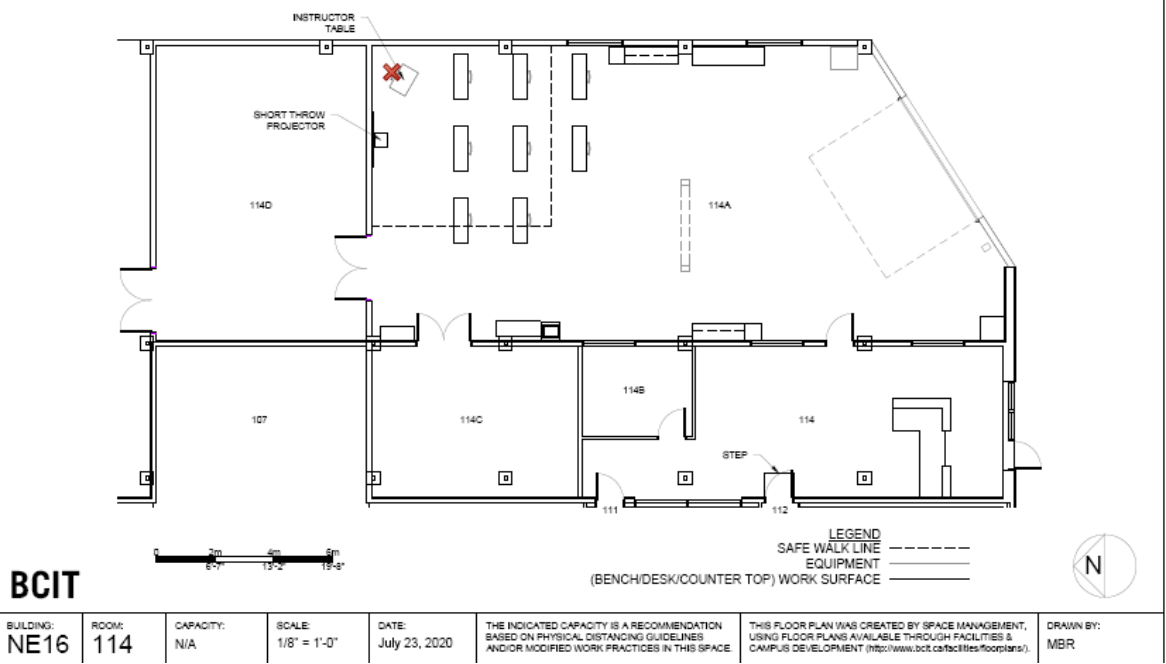 INSTRUCTOR
TABLE
SHORT THROW
PROJECTOR
114D
114A
107
114C
114B
114
STEP
111
112
0 2m 4m 6m
6'-7" 13'-2" 19'-8"
LEGEND
SAFE WALK LINE
EQUIPMENT
(BENCH/DESK/COUNTER TOP) WORK SURFACE
N
BCIT
BUILDING:
NE16
ROOM:
114
CAPACITY:
N/A
SCALE:
1/8" = 1'-0"
DATE:
July 23, 2020
THE INDICATED CAPACITY IS A RECOMMENDATION
BASED ON PHYSICAL DISTANCING GUIDELINES
AND/OR MODIFIED WORK PRACTICES IN THIS SPACE.
THIS FLOOR PLAN WAS CREATED BY SPACE MANAGEMENT,
USING FLOOR PLANS AVAILABLE THROUGH FACILITIES &
CAMPUS DEVELOPMENT (http://www.bcit.ca/facilities/floorplans/).
DRAWN BY:
MBR